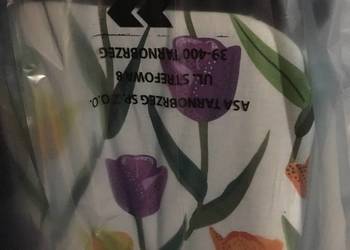 ASA TARNOBRZEG SP. Z O.O.
UL. STREFOWA 8
39-400 TARNOBRZEG